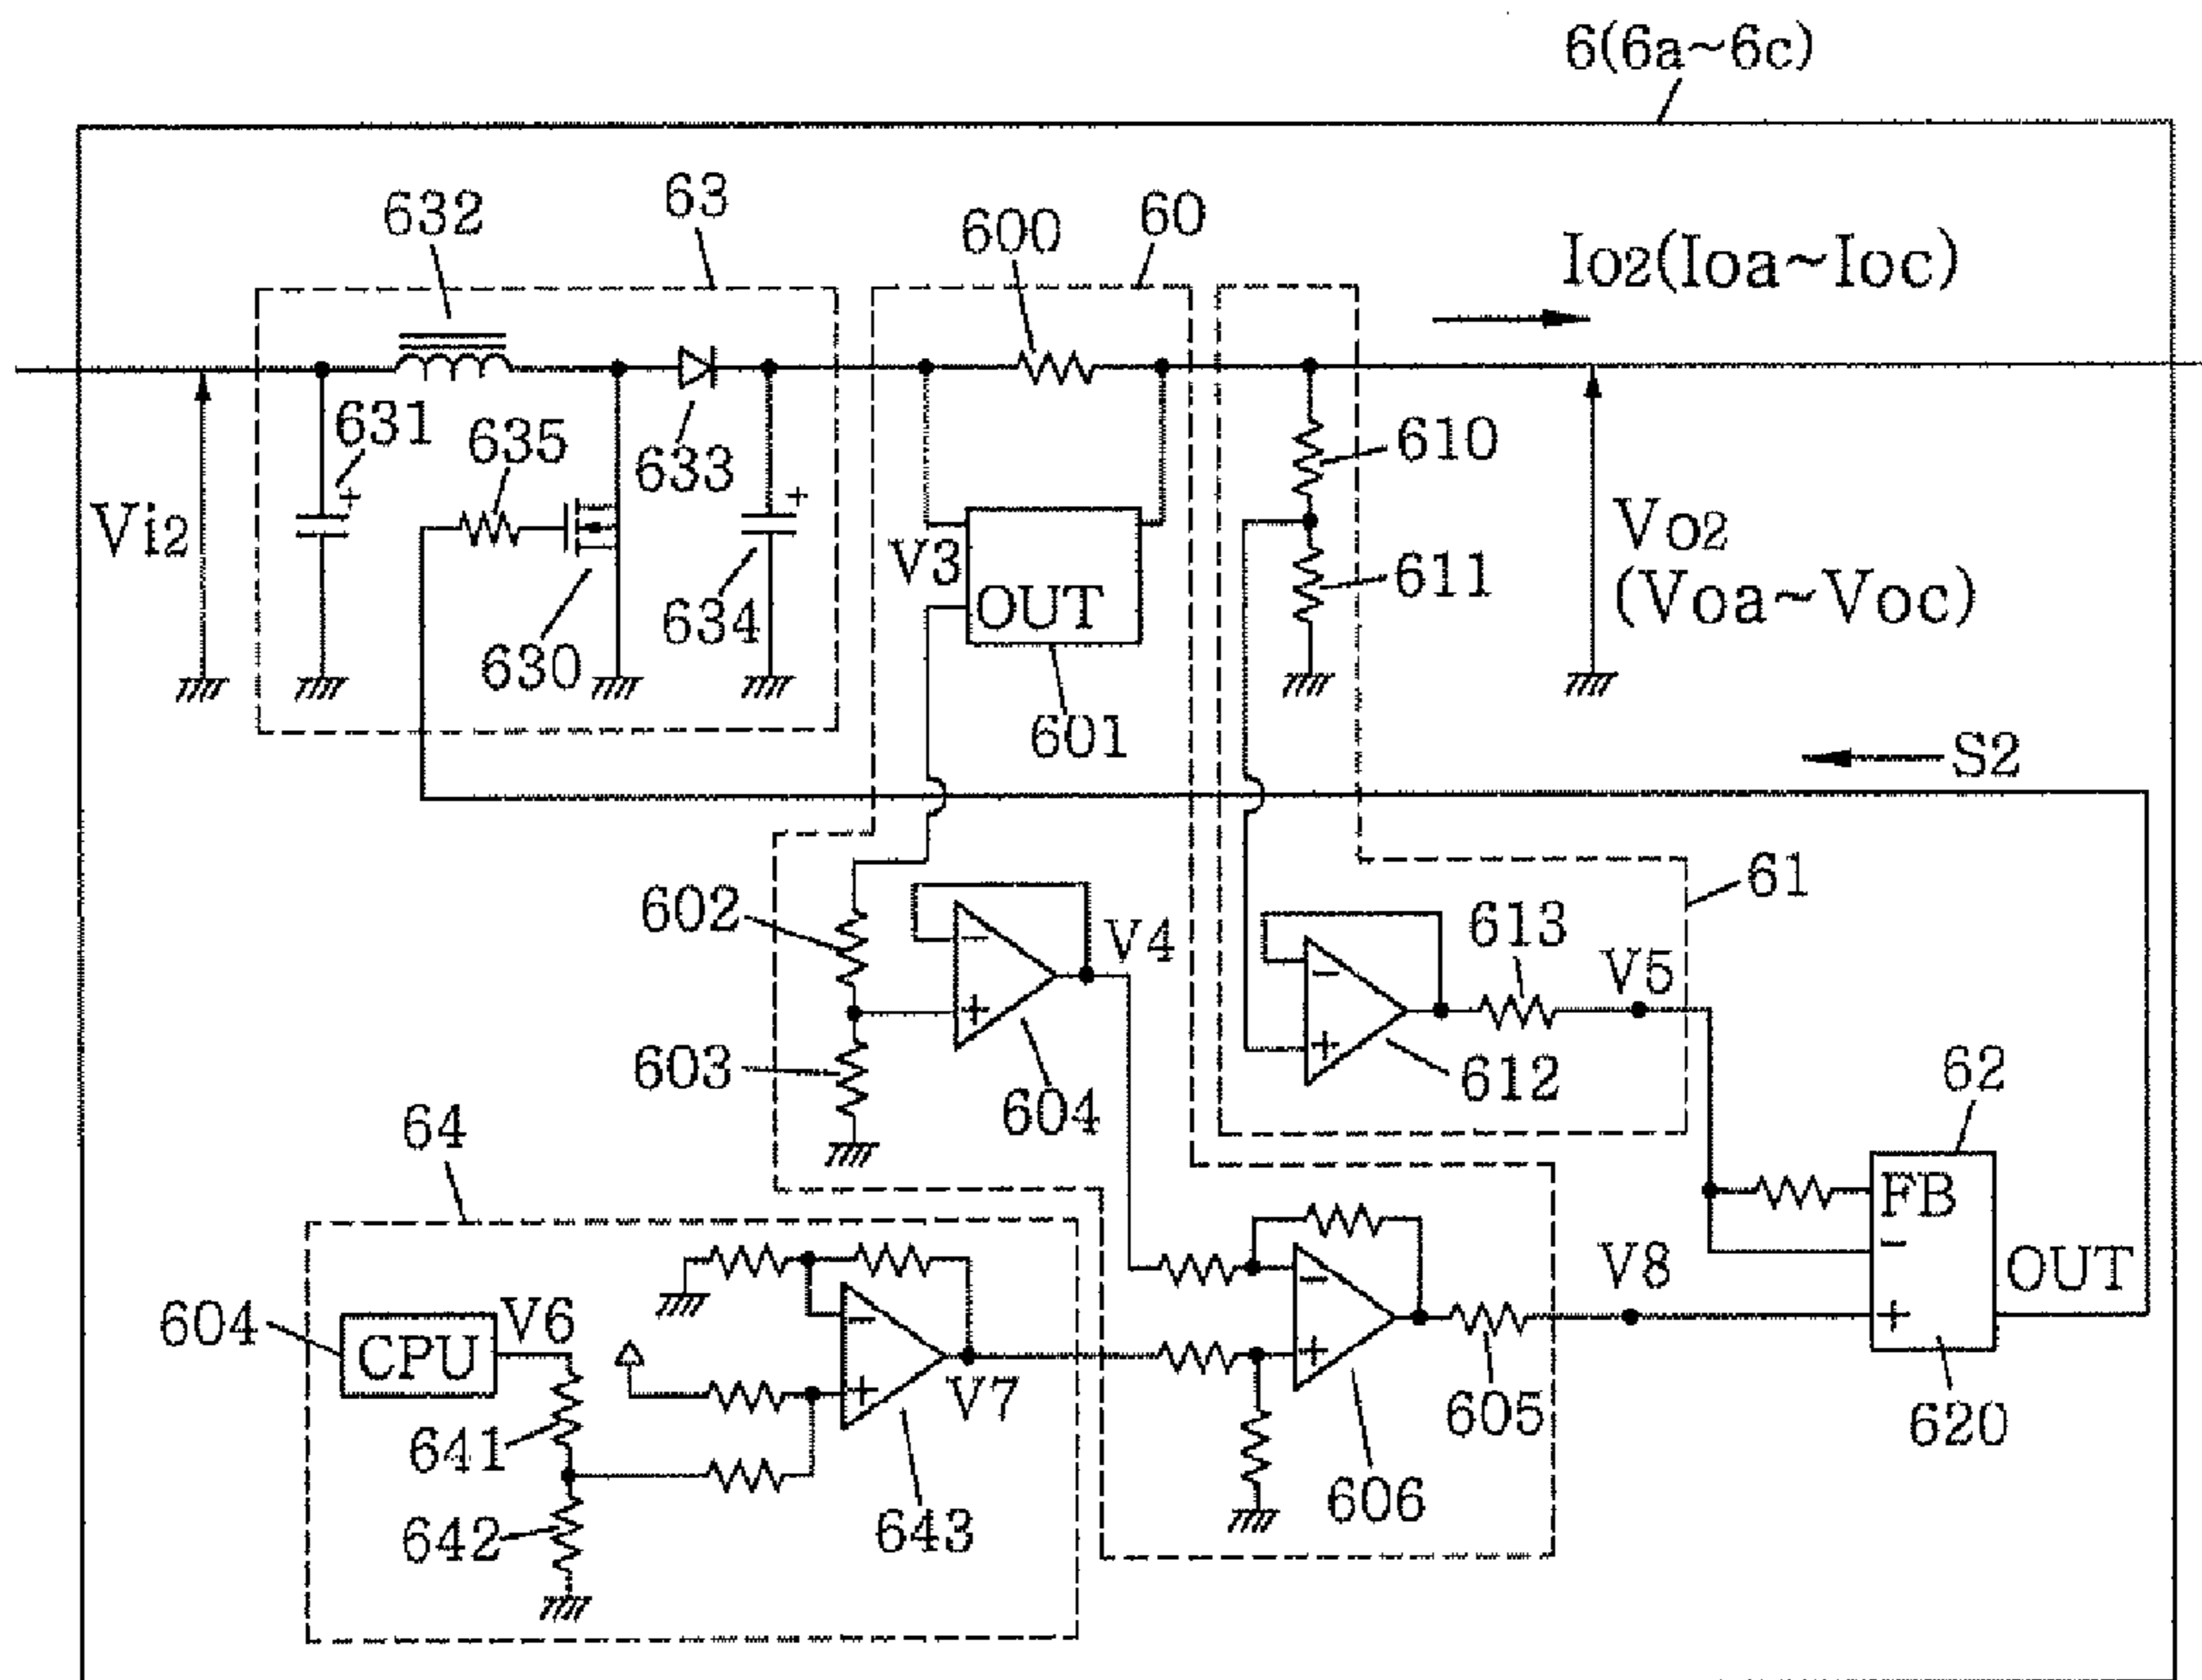 6(6a~6c)
632
63
600
60
Io2(Ioa~Ioc)
631
+
635
633
+
610
Vi2
V3
Vo2
OUT
611
(Voa~Voc)
630
634
601
S2
602
-
+
V4
61
613
V5
-
+
603
604
612
62
64
FB
-
OUT
+
V8
-
+
604
CPU
V6
-
+
V7
605
620
641
606
642
643